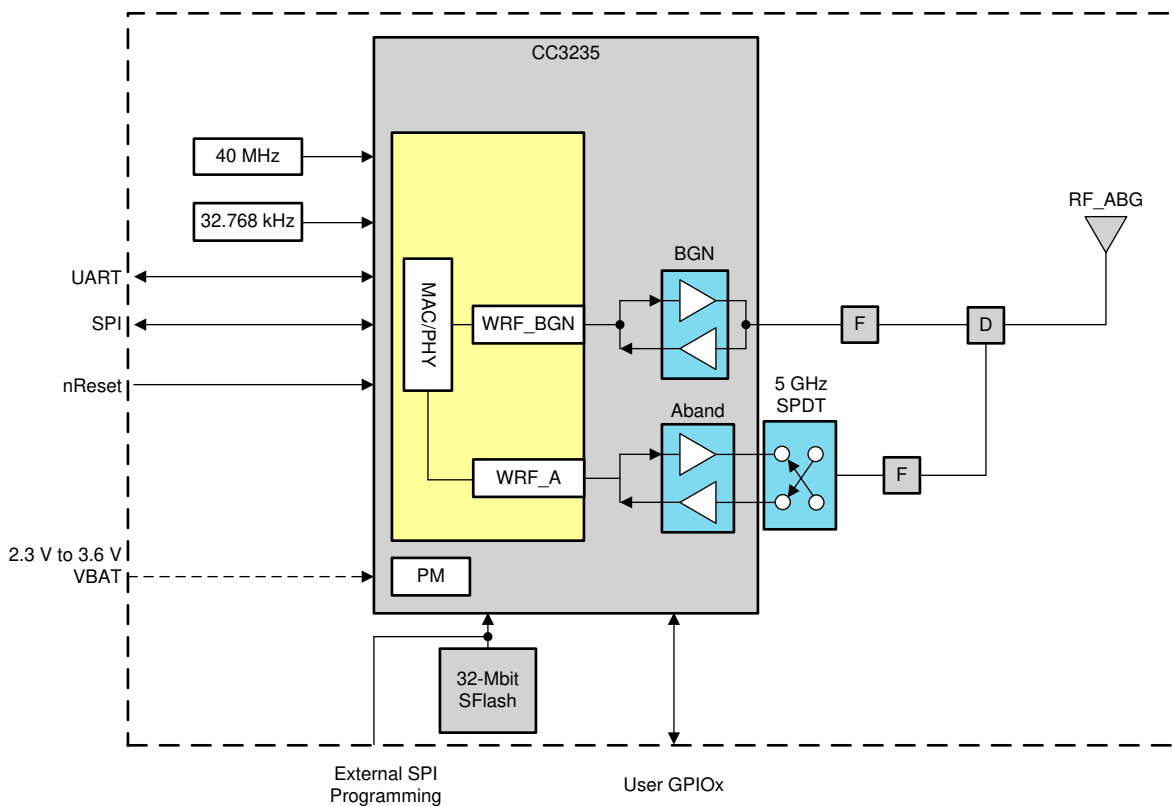 CC3235
40 MHz
32.768 kHz
UART
SPI
nReset
MAC/PHY
WRF_BGN
WRF_A
BGN
Aband
5 GHz
SPDT
F
D
F
RF_ABG
2.3 V to 3.6 V
VBAT
PM
32-Mbit
SFlash
External SPI
Programming
User GPIOx